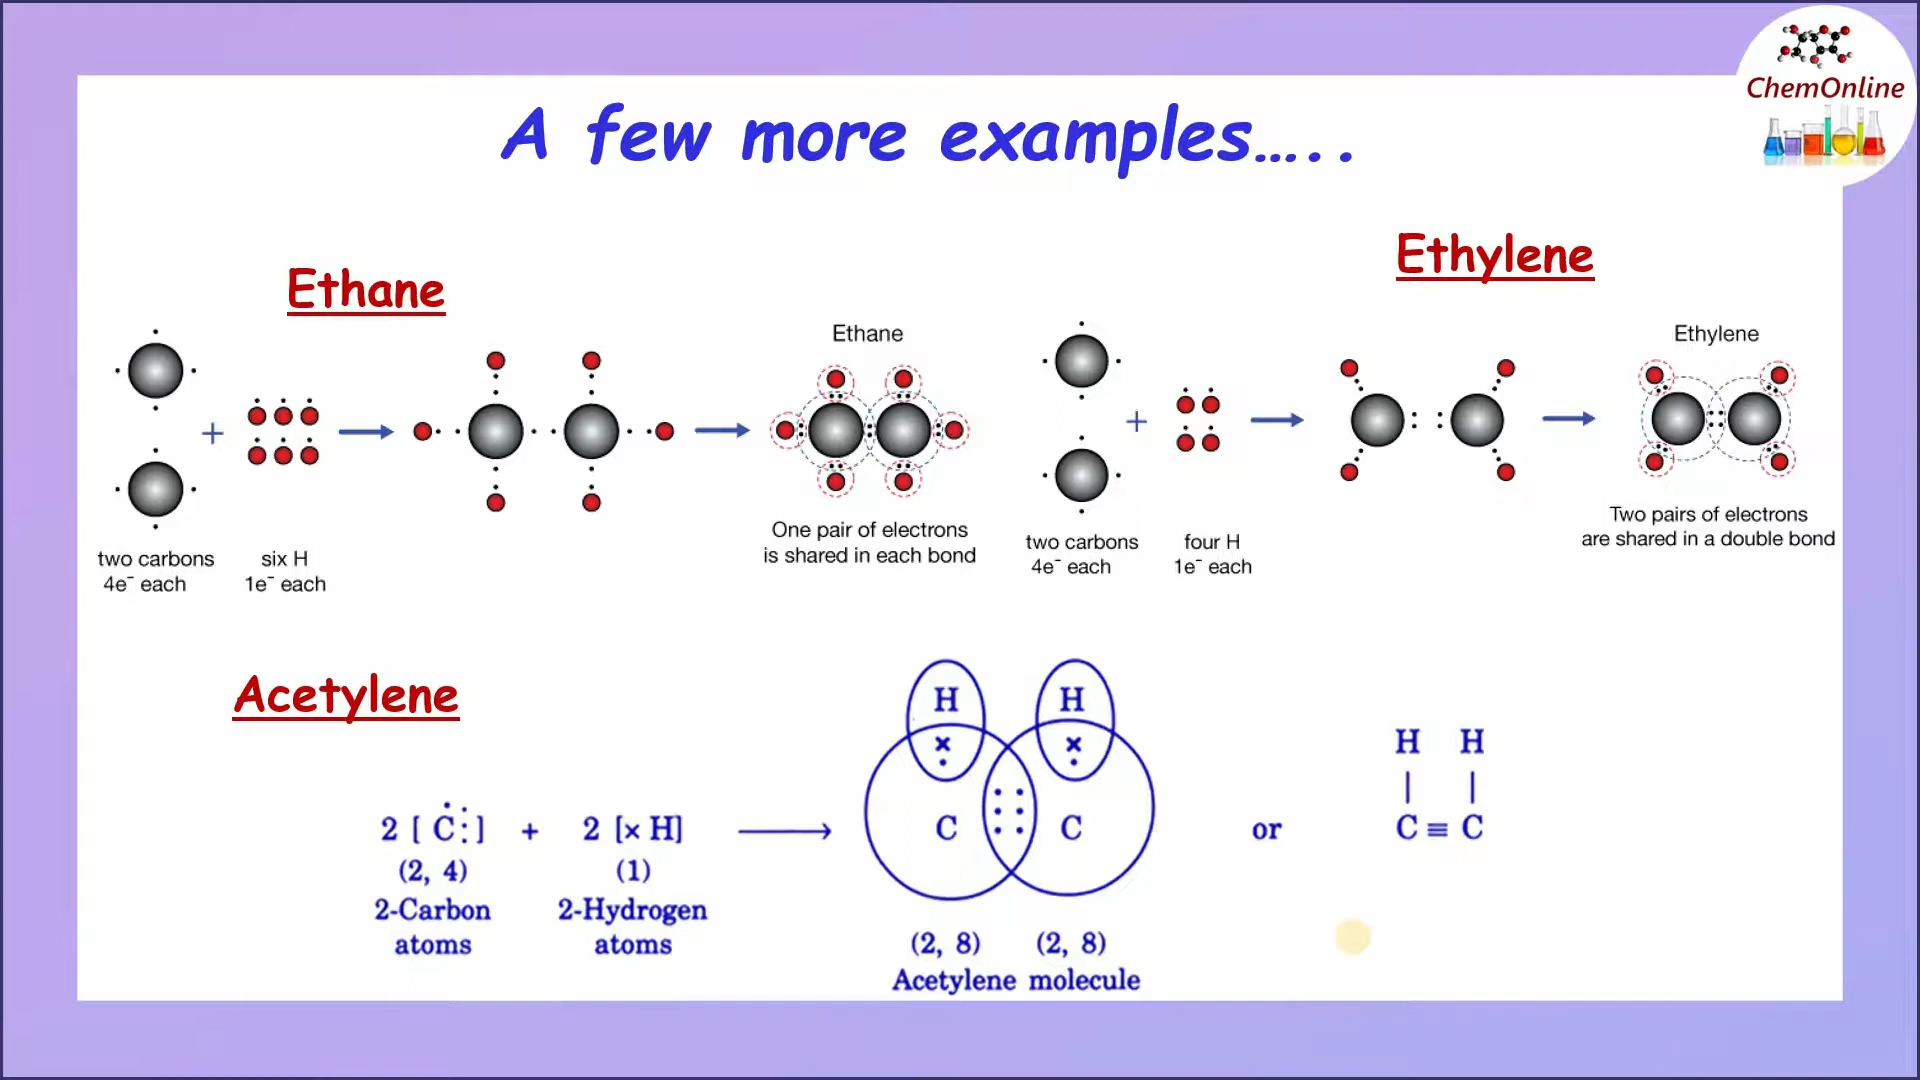 ChemOnline
A few more examples…..
Ethane
Ethylene
Ethane
+
two carbons
4e⁻ each
six H
1e⁻ each
One pair of electrons
is shared in each bond
Ethylene
+
two carbons
4e⁻ each
four H
1e⁻ each
Two pairs of electrons
are shared in a double bond
Acetylene
2 [ C ] + 2 [× H]
(2, 4) (1)
2-Carbon 2-Hydrogen
atoms atoms
H H
× ×
C C
(2, 8) (2, 8)
Acetylene molecule
or
H H
| |
C ≡ C